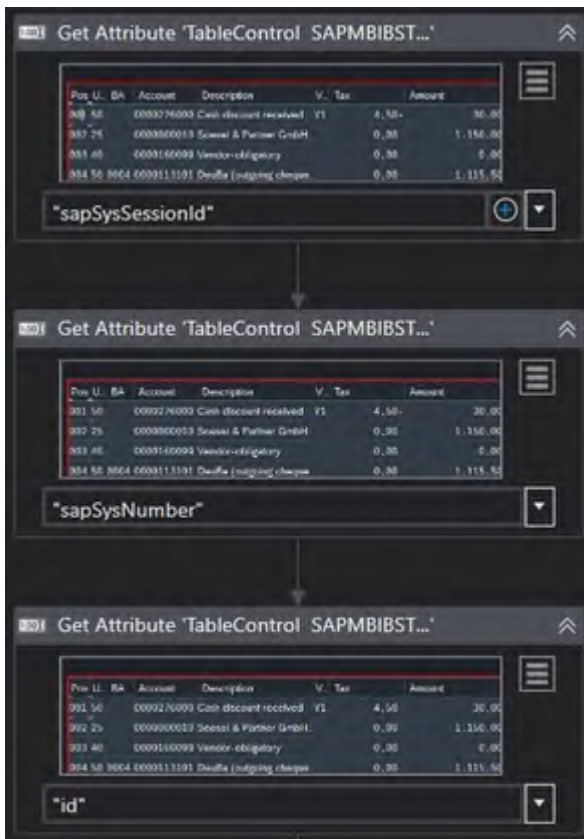 Get Attribute 'TableControl SAPMBIBST...'
Pos U.. BA Account Description V.. Tax Amount
50 0000276000 Cash discount received V1 4,50- 30.00
002 25 0000000013 & Partner GmbH 0,00 1.150.00
003 40 0000160099 Vendor-obligatory 0,00 0.00
004 50 0004 0000113101 (outgoing cheque 0,00 1.115.50
"sapSysSessionId"
Get Attribute 'TableControl SAPMBIBST...'
Pos U.. BA Account Description V.. Tax Amount
001 50 0000276000 Cash discount received V1 4,50- 30.00
002 25 0000000013 & Partner GmbH 0,00 1.150.00
003 40 0000160099 Vendor-obligatory 0,00 0.00
004 50 0004 0000113101 (outgoing cheque 0,00 1.115.50
"sapSysNumber"
Get Attribute 'TableControl SAPMBIBST...'
Pos U.. BA Account Description V.. Tax Amount
001 50 0000276000 Cash discount received V1 4,50 30.00
002 25 0000000013 & Partner GmbH.. 0,00 1.150.00
003 40 0000160099 Vendor-obligatory 0,00 0.00
004 50 0004 0000113101 (outgoing cheque 0,00 1.115.50
"id"